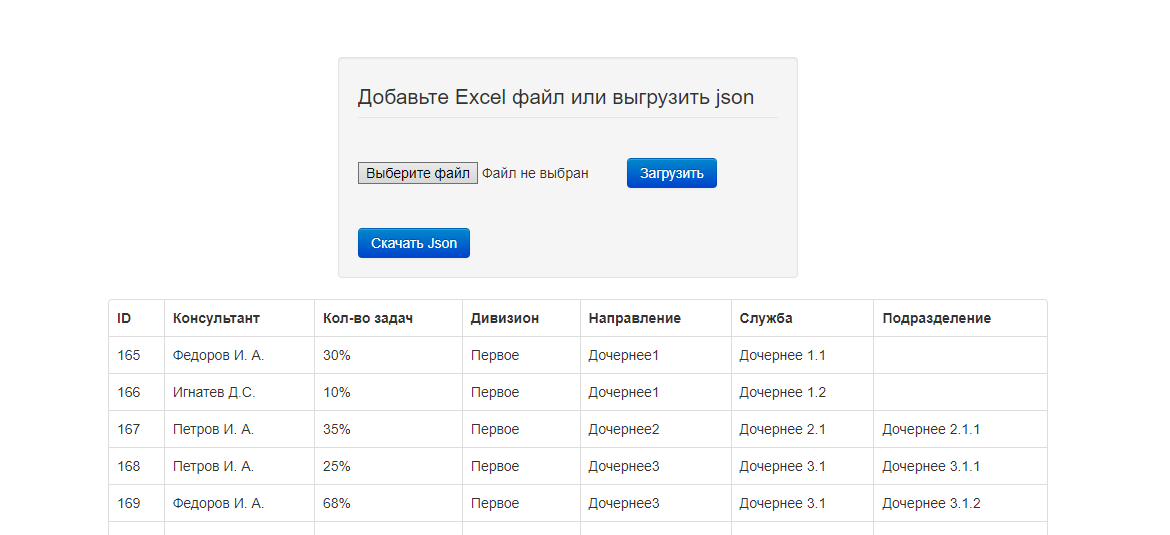 Добавьте Excel файл или выгрузить json
Выберите файл Файл не выбран Загрузить
Скачать Json
ID Консультант Кол-во задач Дивизион Направление Служба Подразделение
165 Федоров И. А. 30% Первое Дочернее1 Дочернее 1.1
166 Игнатев Д.С. 10% Первое Дочернее1 Дочернее 1.2
167 Петров И. А. 35% Первое Дочернее2 Дочернее 2.1 Дочернее 2.1.1
168 Петров И. А. 25% Первое Дочернее3 Дочернее 3.1 Дочернее 3.1.1
169 Федоров И. А. 68% Первое Дочернее3 Дочернее 3.1 Дочернее 3.1.2